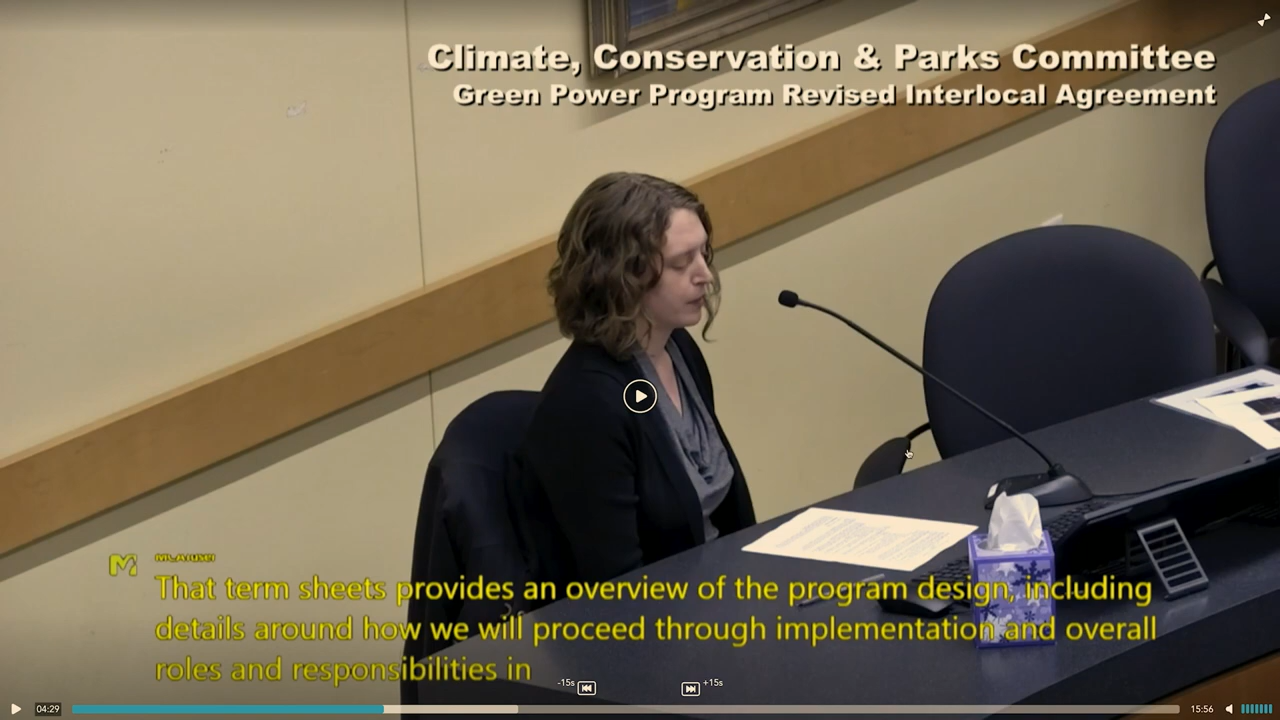 Climate, Conservation & Parks Committee
Green Power Program Revised Interlocal Agreement
That term sheets provides an overview of the program design, including
details around how we will proceed through implementation and overall
roles and responsibilities in
-15s
+15s
04:29
15:56